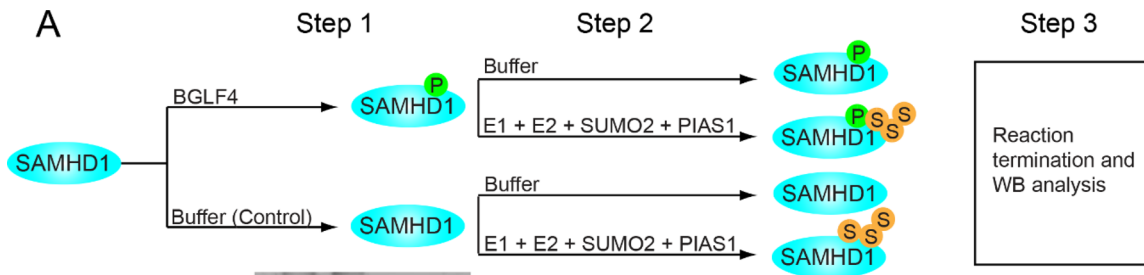 A
Step 1
Step 2
Step 3
SAMHD1
BGLF4
P
SAMHD1
Buffer
P
SAMHD1
E1 + E2 + SUMO2 + PIAS1
P S S S
SAMHD1
Buffer (Control)
SAMHD1
Buffer
SAMHD1
E1 + E2 + SUMO2 + PIAS1
S S S
SAMHD1
Reaction
termination and
WB analysis